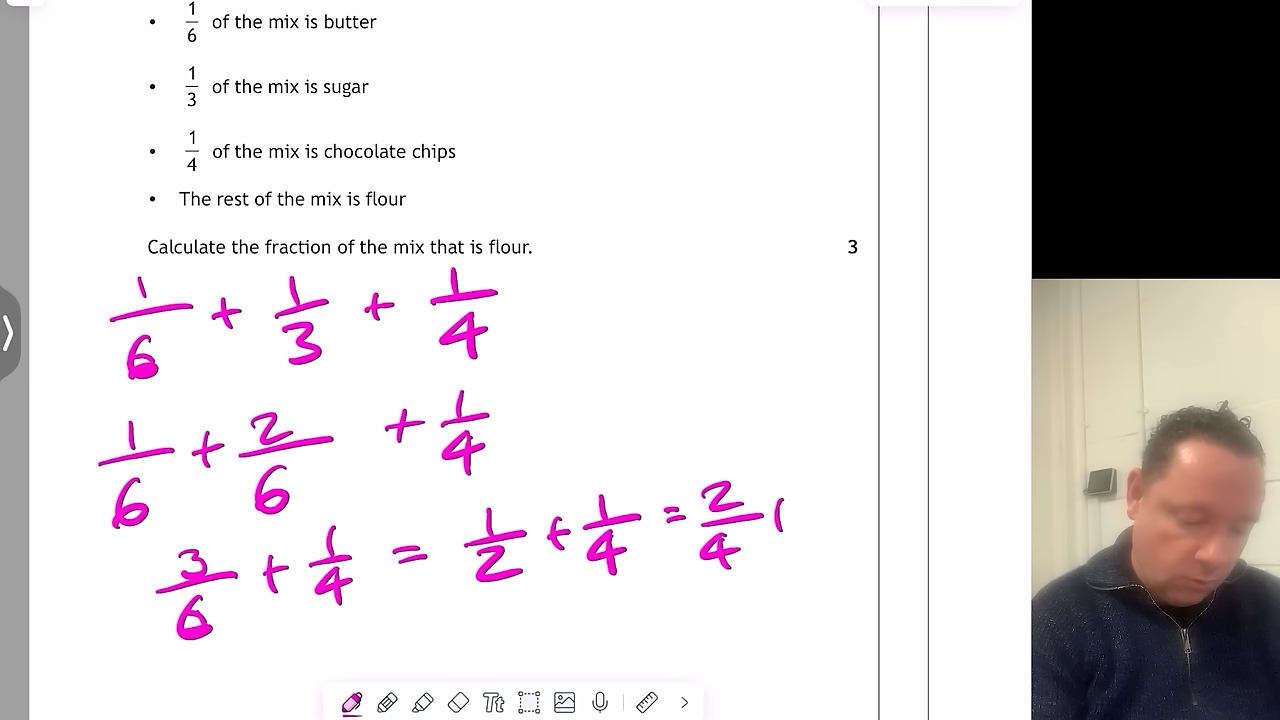 • 1/6 of the mix is butter
• 1/3 of the mix is sugar
• 1/4 of the mix is chocolate chips
• The rest of the mix is flour
Calculate the fraction of the mix that is flour. 3
1/6 + 1/3 + 1/4
1/6 + 2/6 + 1/4
3/6 + 1/4 = 1/2 + 1/4 = 2/4
Tt